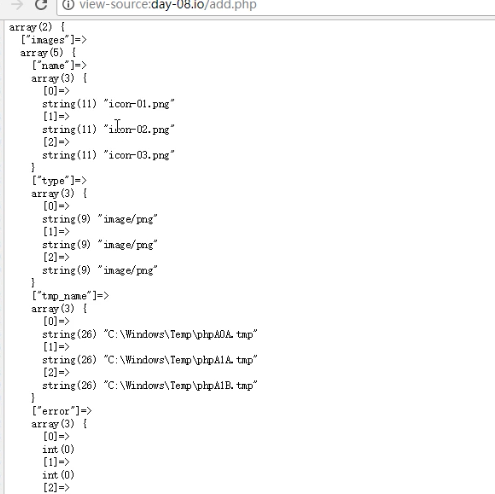 view-source:day-08.io/add.php
array(2) {
["images"]=>
array(5) {
["name"]=>
array(3) {
[0]=>
string(11) "icon-01.png"
[1]=>
string(11) "icon-02.png"
[2]=>
string(11) "icon-03.png"
}
["type"]=>
array(3) {
[0]=>
string(9) "image/png"
[1]=>
string(9) "image/png"
[2]=>
string(9) "image/png"
}
["tmp_name"]=>
array(3) {
[0]=>
string(26) "C:\Windows\Temp\phpA0A.tmp"
[1]=>
string(26) "C:\Windows\Temp\phpA1A.tmp"
[2]=>
string(26) "C:\Windows\Temp\phpA1B.tmp"
}
["error"]=>
array(3) {
[0]=>
int(0)
[1]=>
int(0)
[2]=>